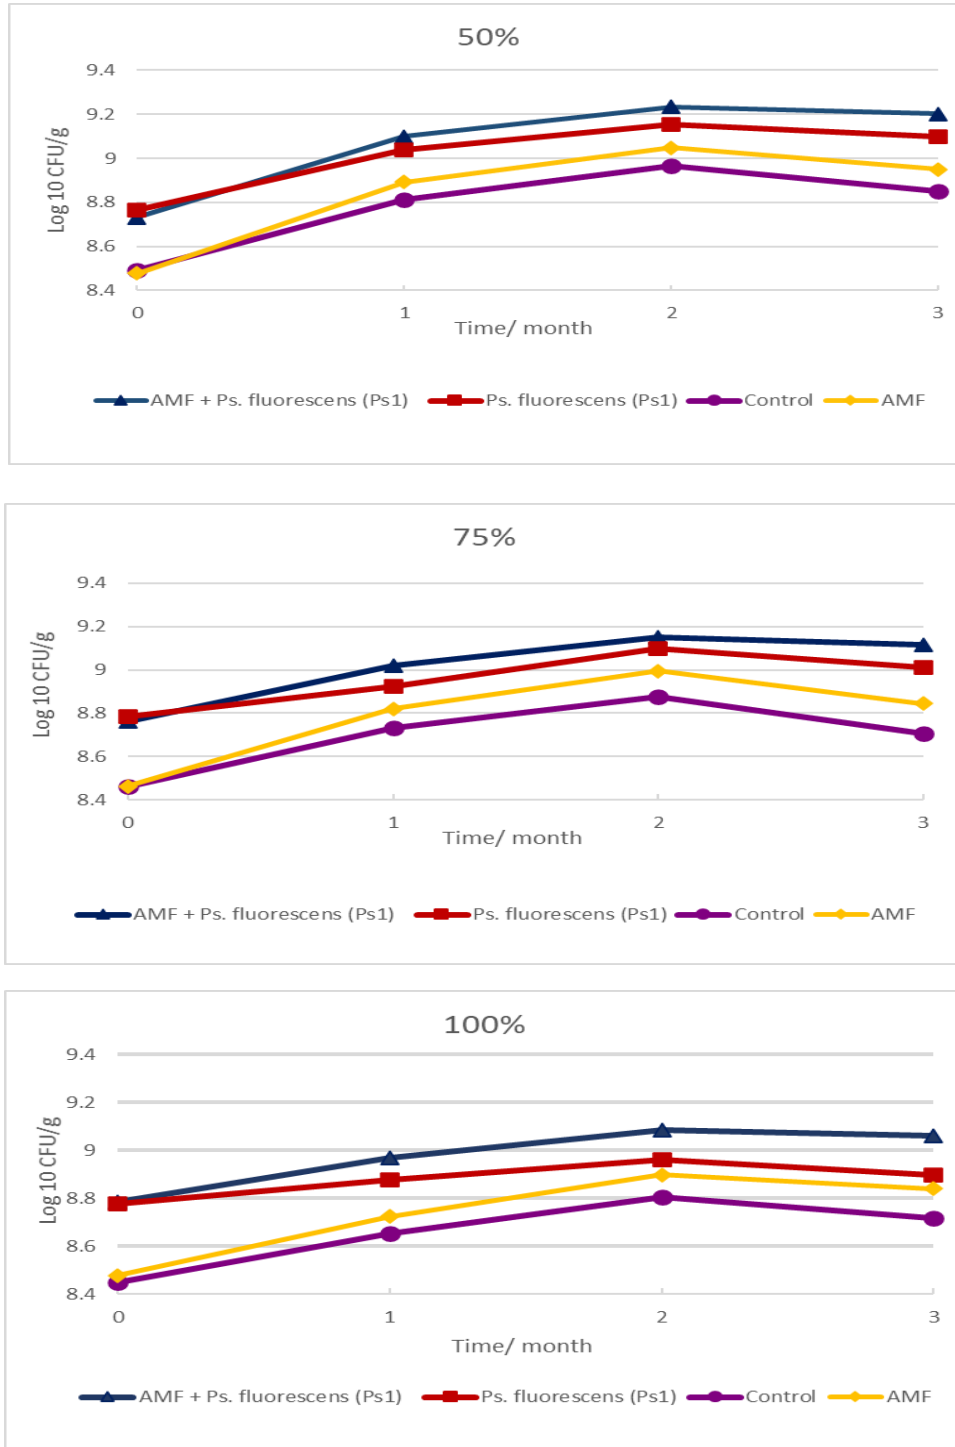 50%
Log 10 CFU/g
9.4
9.2
9
8.8
8.6
8.4
0 1 2 3
Time/ month
AMF + Ps. fluorescens (Ps1) Ps. fluorescens (Ps1) Control AMF
75%
Log 10 CFU/g
9.4
9.2
9
8.8
8.6
8.4
0 1 2 3
Time/ month
AMF + Ps. fluorescens (Ps1) Ps. fluorescens (Ps1) Control AMF
100%
Log 10 CFU/g
9.4
9.2
9
8.8
8.6
8.4
0 1 2 3
Time/ month
AMF + Ps. fluorescens (Ps1) Ps. fluorescens (Ps1) Control AMF